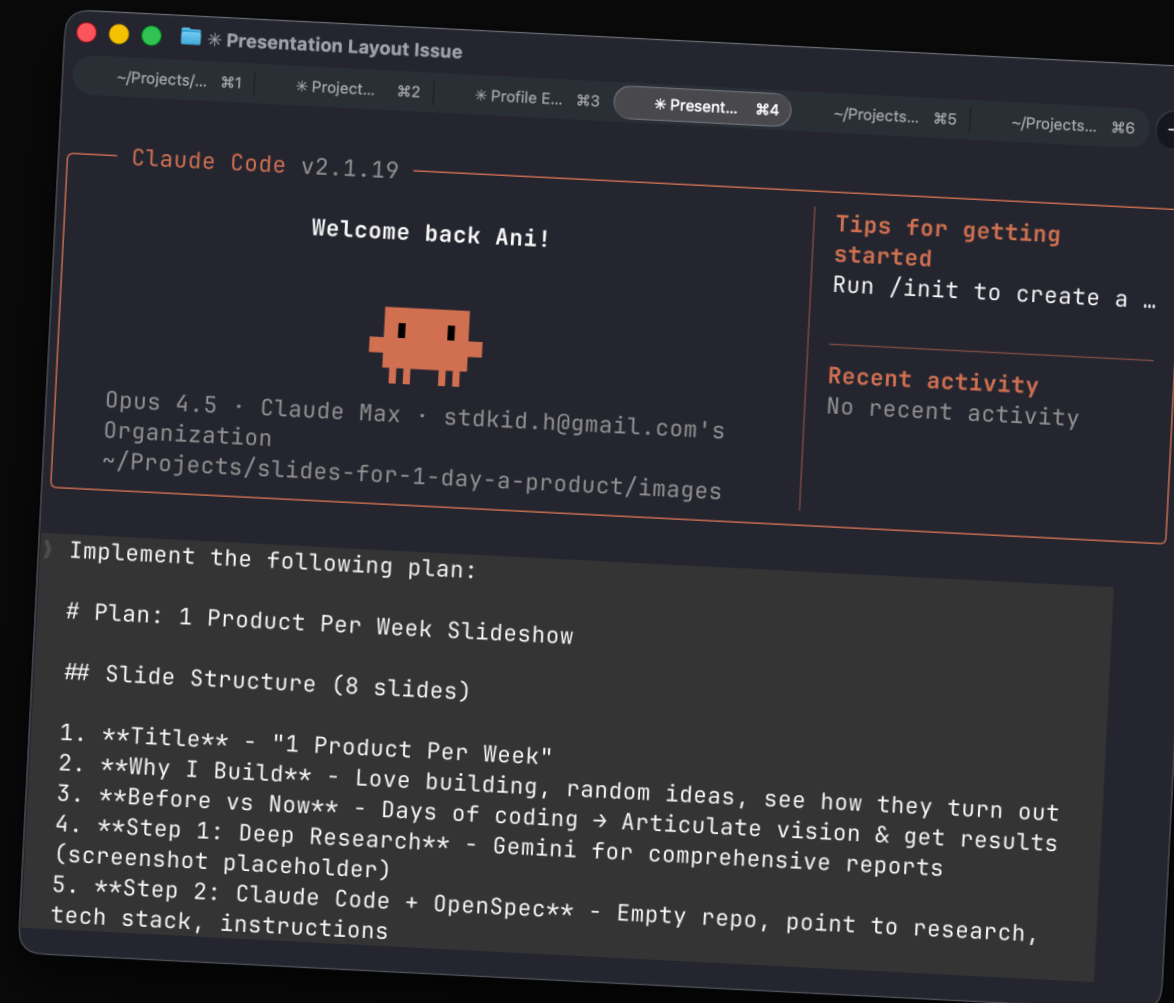 ✳ Presentation Layout Issue
~/Projects/... ⌘1
✳ Project... ⌘2
✳ Profile E... ⌘3
✳ Present... ⌘4
~/Projects... ⌘5
~/Projects... ⌘6
Claude Code v2.1.19
Welcome back Ani!
Opus 4.5 · Claude Max · stdkid.h@gmail.com's
Organization
~/Projects/slides-for-1-day-a-product/images
Tips for getting
started
Run /init to create a …
Recent activity
No recent activity
❯ Implement the following plan:
# Plan: 1 Product Per Week Slideshow
## Slide Structure (8 slides)
1. **Title** - "1 Product Per Week"
2. **Why I Build** - Love building, random ideas, see how they turn out
3. **Before vs Now** - Days of coding → Articulate vision & get results
4. **Step 1: Deep Research** - Gemini for comprehensive reports
(screenshot placeholder)
5. **Step 2: Claude Code + OpenSpec** - Empty repo, point to research,
tech stack, instructions